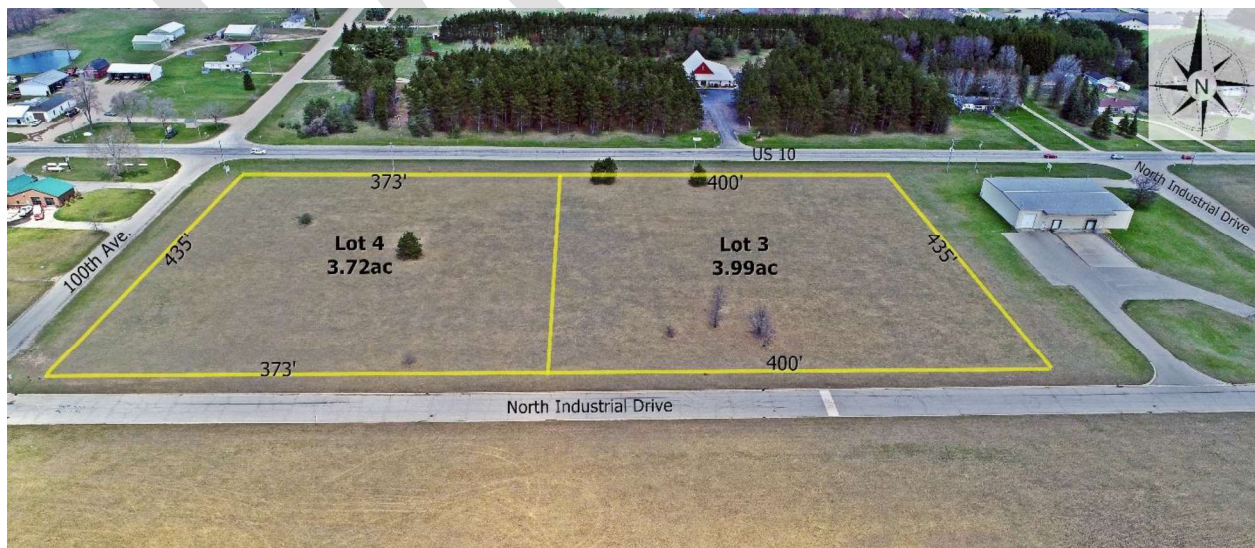 N
US 10
373'
400'
North Industrial Drive
100th Ave.
435'
Lot 4
3.72ac
Lot 3
3.99ac
435'
373'
400'
North Industrial Drive